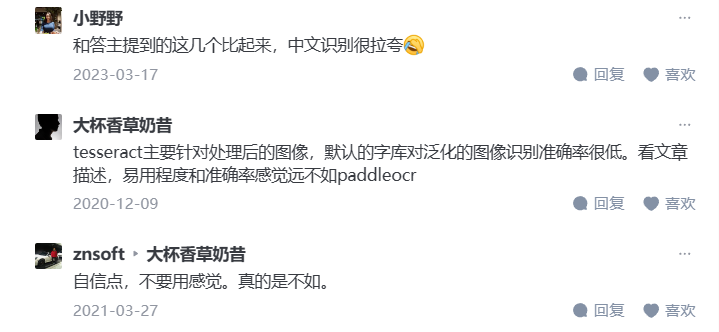 小野野
和答主提到的这几个比起来，中文识别很拉夸🤣
2023-03-17 回复 喜欢
大杯香草奶昔
tesseract主要针对处理后的图像，默认的字库对泛化的图像识别准确率很低。看文章
描述，易用程度和准确率感觉远不如paddleocr
2020-12-09 回复 喜欢
znsoft ▸ 大杯香草奶昔
自信点，不要用感觉。真的是不如。
2021-03-27 回复 喜欢